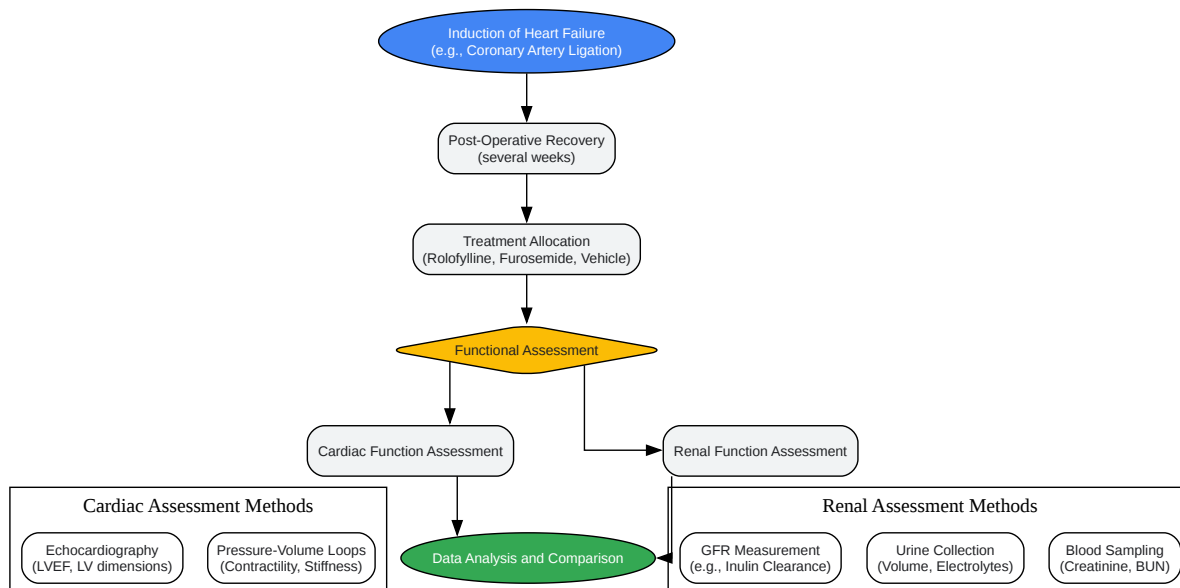 Induction of Heart Failure
(e.g., Coronary Artery Ligation)
Post-Operative Recovery
(several weeks)
Treatment Allocation
(Rolofylline, Furosemide, Vehicle)
Functional Assessment
Cardiac Function Assessment
Renal Function Assessment
Cardiac Assessment Methods
Echocardiography
(LVEF, LV dimensions)
Pressure-Volume Loops
(Contractility, Stiffness)
Data Analysis and Comparison
Renal Assessment Methods
GFR Measurement
(e.g., Inulin Clearance)
Urine Collection
(Volume, Electrolytes)
Blood Sampling
(Creatinine, BUN)